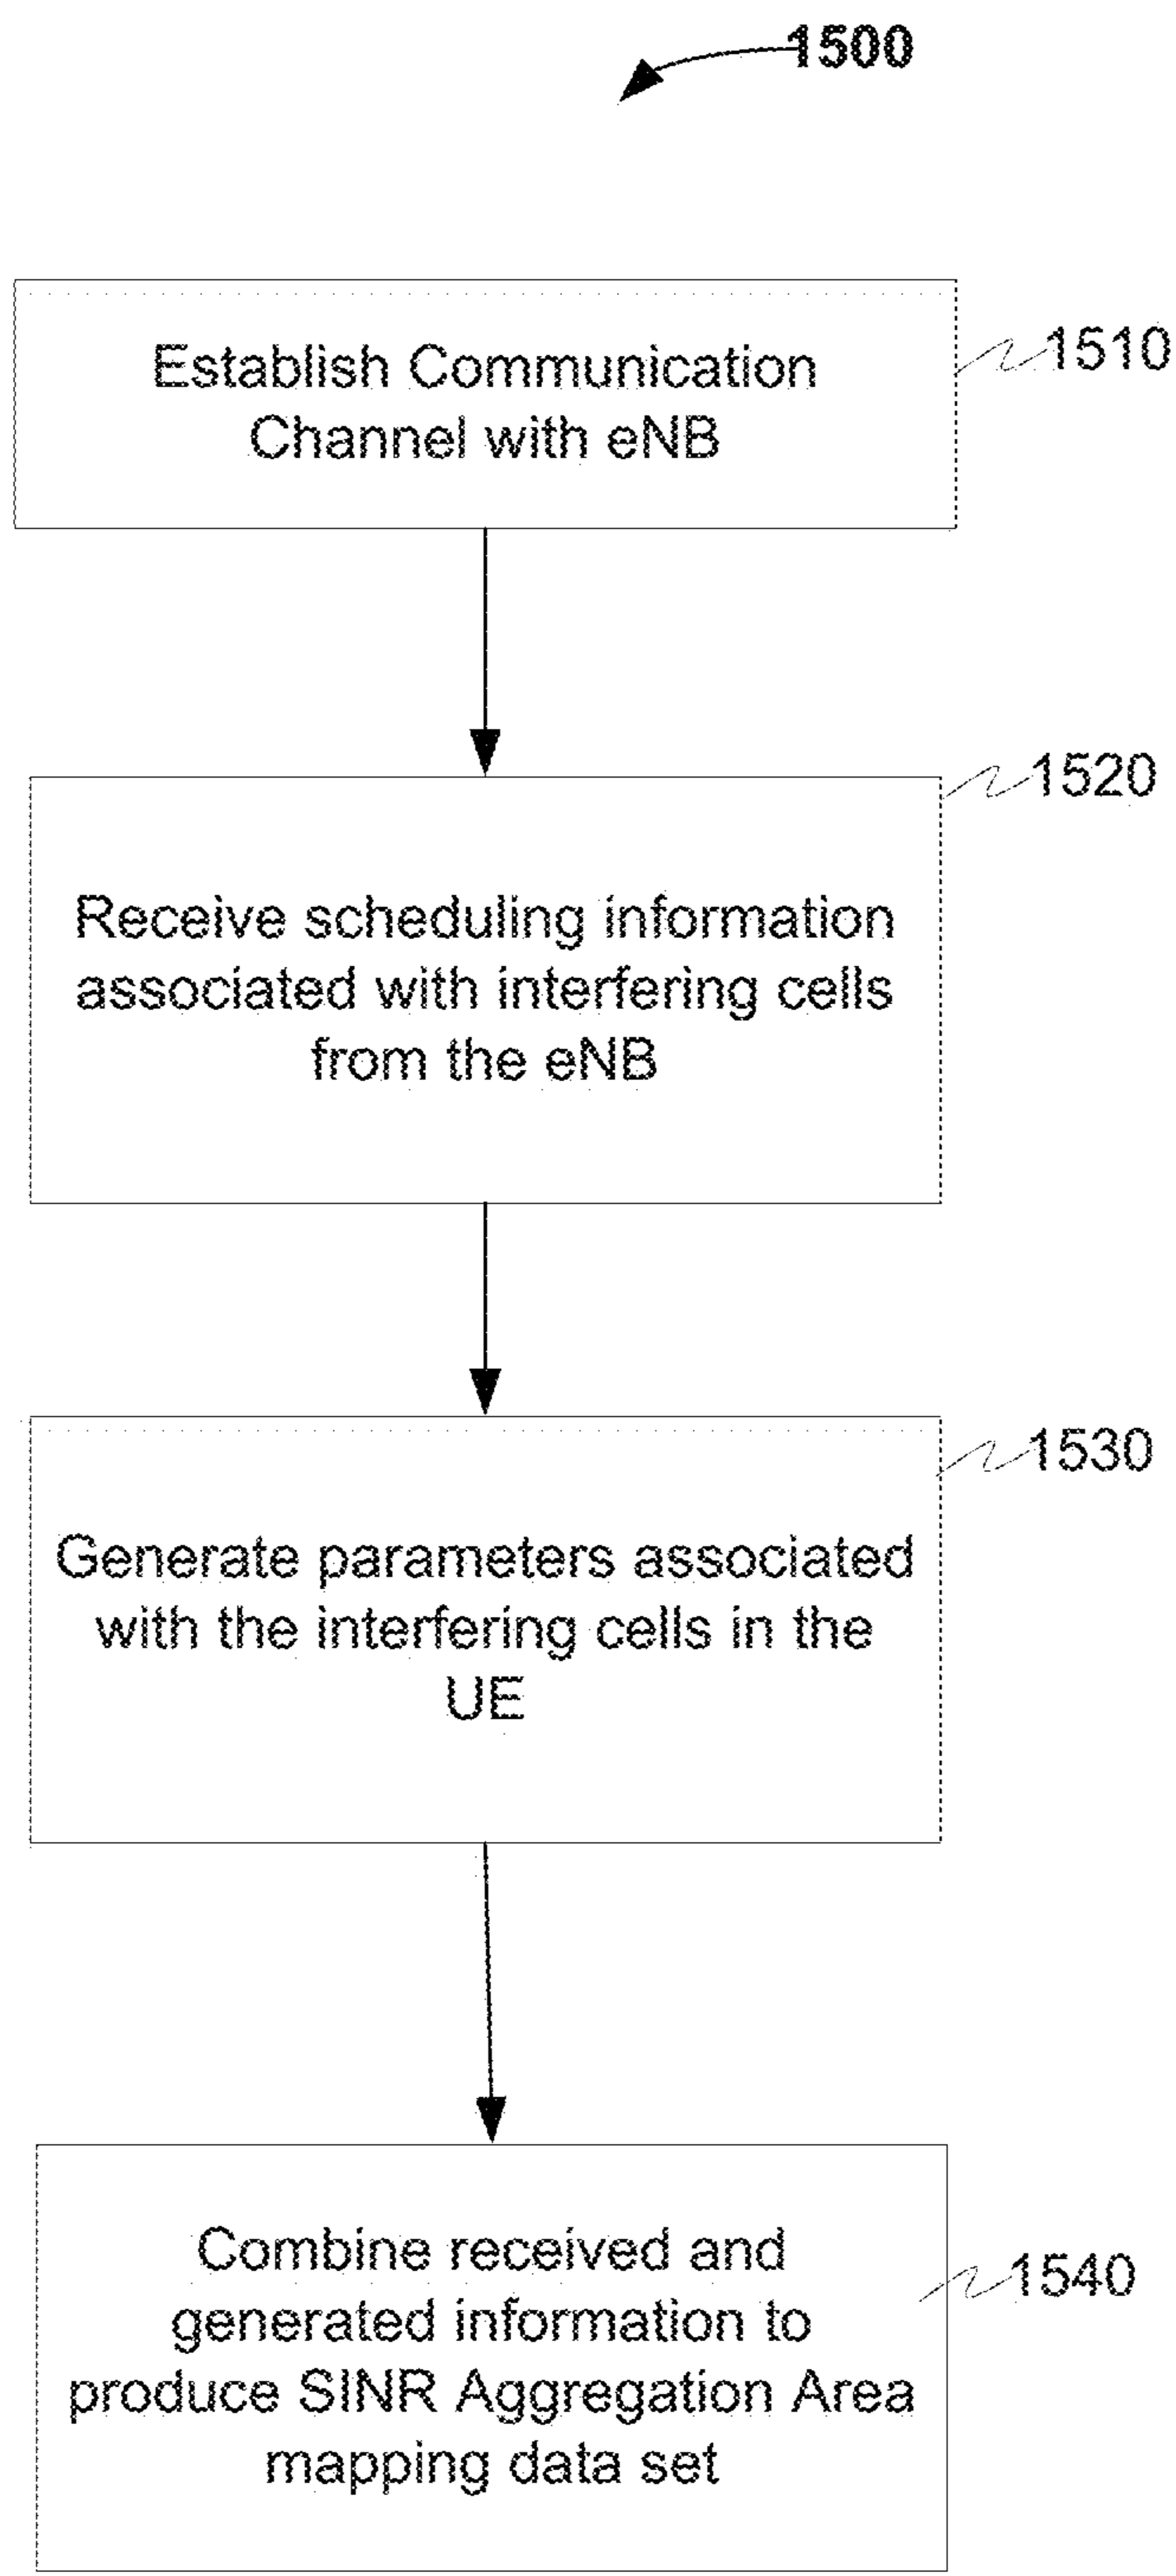 1500
Establish Communication
Channel with eNB
1510
1520
Receive scheduling information
associated with interfering cells
from the eNB
1530
Generate parameters associated
with the interfering cells in the
UE
Combine received and
generated information to
produce SINR Aggregation Area
mapping data set
1540